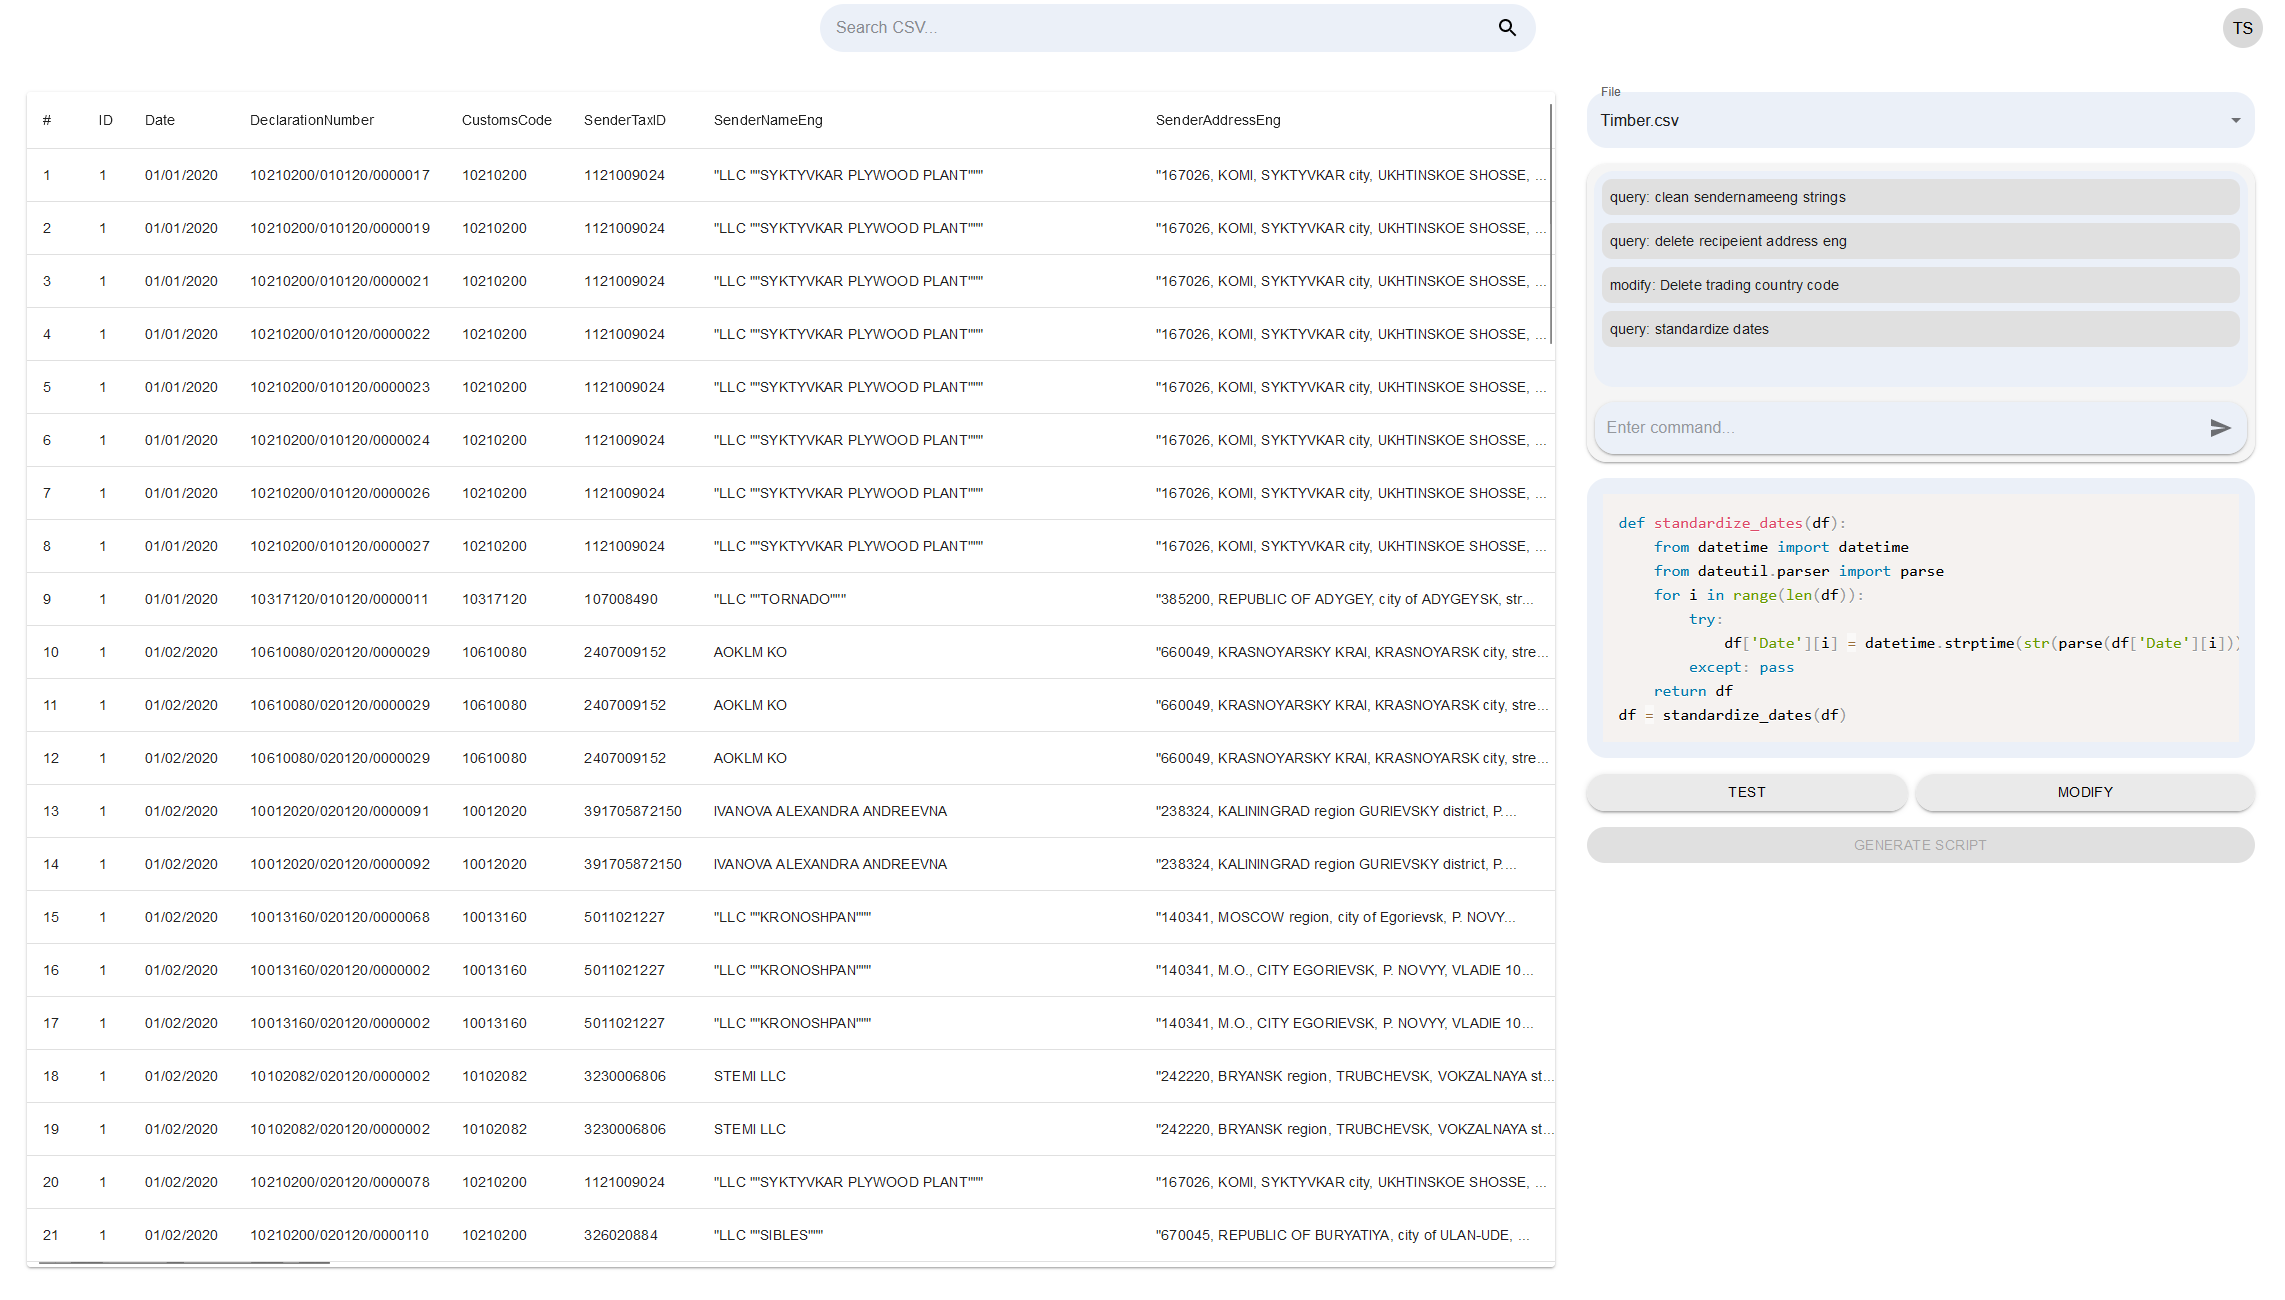 Search CSV...
TS
# ID Date DeclarationNumber CustomsCode SenderTaxID SenderNameEng SenderAddressEng
1 1 01/01/2020 10210200/010120/0000017 10210200 1121009024 "LLC ""SYKTYVKAR PLYWOOD PLANT""" "167026, KOMI, SYKTYVKAR city, UKHTINSKOE SHOSSE, ...
2 1 01/01/2020 10210200/010120/0000019 10210200 1121009024 "LLC ""SYKTYVKAR PLYWOOD PLANT""" "167026, KOMI, SYKTYVKAR city, UKHTINSKOE SHOSSE, ...
3 1 01/01/2020 10210200/010120/0000021 10210200 1121009024 "LLC ""SYKTYVKAR PLYWOOD PLANT""" "167026, KOMI, SYKTYVKAR city, UKHTINSKOE SHOSSE, ...
4 1 01/01/2020 10210200/010120/0000022 10210200 1121009024 "LLC ""SYKTYVKAR PLYWOOD PLANT""" "167026, KOMI, SYKTYVKAR city, UKHTINSKOE SHOSSE, ...
5 1 01/01/2020 10210200/010120/0000023 10210200 1121009024 "LLC ""SYKTYVKAR PLYWOOD PLANT""" "167026, KOMI, SYKTYVKAR city, UKHTINSKOE SHOSSE, ...
6 1 01/01/2020 10210200/010120/0000024 10210200 1121009024 "LLC ""SYKTYVKAR PLYWOOD PLANT""" "167026, KOMI, SYKTYVKAR city, UKHTINSKOE SHOSSE, ...
7 1 01/01/2020 10210200/010120/0000026 10210200 1121009024 "LLC ""SYKTYVKAR PLYWOOD PLANT""" "167026, KOMI, SYKTYVKAR city, UKHTINSKOE SHOSSE, ...
8 1 01/01/2020 10210200/010120/0000027 10210200 1121009024 "LLC ""SYKTYVKAR PLYWOOD PLANT""" "167026, KOMI, SYKTYVKAR city, UKHTINSKOE SHOSSE, ...
9 1 01/01/2020 10317120/010120/0000011 10317120 107008490 "LLC ""TORNADO""" "385200, REPUBLIC OF ADYGEY, city of ADYGEYSK, str...
10 1 01/02/2020 10610080/020120/0000029 10610080 2407009152 AOKLM KO "660049, KRASNOYARSKY KRAI, KRASNOYARSK city, stre...
11 1 01/02/2020 10610080/020120/0000029 10610080 2407009152 AOKLM KO "660049, KRASNOYARSKY KRAI, KRASNOYARSK city, stre...
12 1 01/02/2020 10610080/020120/0000029 10610080 2407009152 AOKLM KO "660049, KRASNOYARSKY KRAI, KRASNOYARSK city, stre...
13 1 01/02/2020 10012020/020120/0000091 10012020 391705872150 IVANOVA ALEXANDRA ANDREEVNA "238324, KALININGRAD region GURIEVSKY district, P....
14 1 01/02/2020 10012020/020120/0000092 10012020 391705872150 IVANOVA ALEXANDRA ANDREEVNA "238324, KALININGRAD region GURIEVSKY district, P....
15 1 01/02/2020 10013160/020120/0000068 10013160 5011021227 "LLC ""KRONOSHPAN""" "140341, MOSCOW region, city of Egorievsk, P. NOVY...
16 1 01/02/2020 10013160/020120/0000002 10013160 5011021227 "LLC ""KRONOSHPAN""" "140341, M.O., CITY EGORIEVSK, P. NOVYY, VLADIE 10...
17 1 01/02/2020 10013160/020120/0000002 10013160 5011021227 "LLC ""KRONOSHPAN""" "140341, M.O., CITY EGORIEVSK, P. NOVYY, VLADIE 10...
18 1 01/02/2020 10102082/020120/0000002 10102082 3230006806 STEMI LLC "242220, BRYANSK region, TRUBCHEVSK, VOKZALNAYA st...
19 1 01/02/2020 10102082/020120/0000002 10102082 3230006806 STEMI LLC "242220, BRYANSK region, TRUBCHEVSK, VOKZALNAYA st...
20 1 01/02/2020 10210200/020120/0000078 10210200 1121009024 "LLC ""SYKTYVKAR PLYWOOD PLANT""" "167026, KOMI, SYKTYVKAR city, UKHTINSKOE SHOSSE, ...
21 1 01/02/2020 10210200/020120/0000110 10210200 326020884 "LLC ""SIBLES""" "670045, REPUBLIC OF BURYATIYA, city of ULAN-UDE, ...
File
Timber.csv
query: clean sendernameeng strings
query: delete recipeient address eng
modify: Delete trading country code
query: standardize dates
Enter command...
def standardize_dates(df):
    from datetime import datetime
    from dateutil.parser import parse
    for i in range(len(df)):
        try:
            df['Date'][i] = datetime.strptime(str(parse(df['Date'][i]))
        except: pass
    return df
df = standardize_dates(df)
TEST
MODIFY
GENERATE SCRIPT